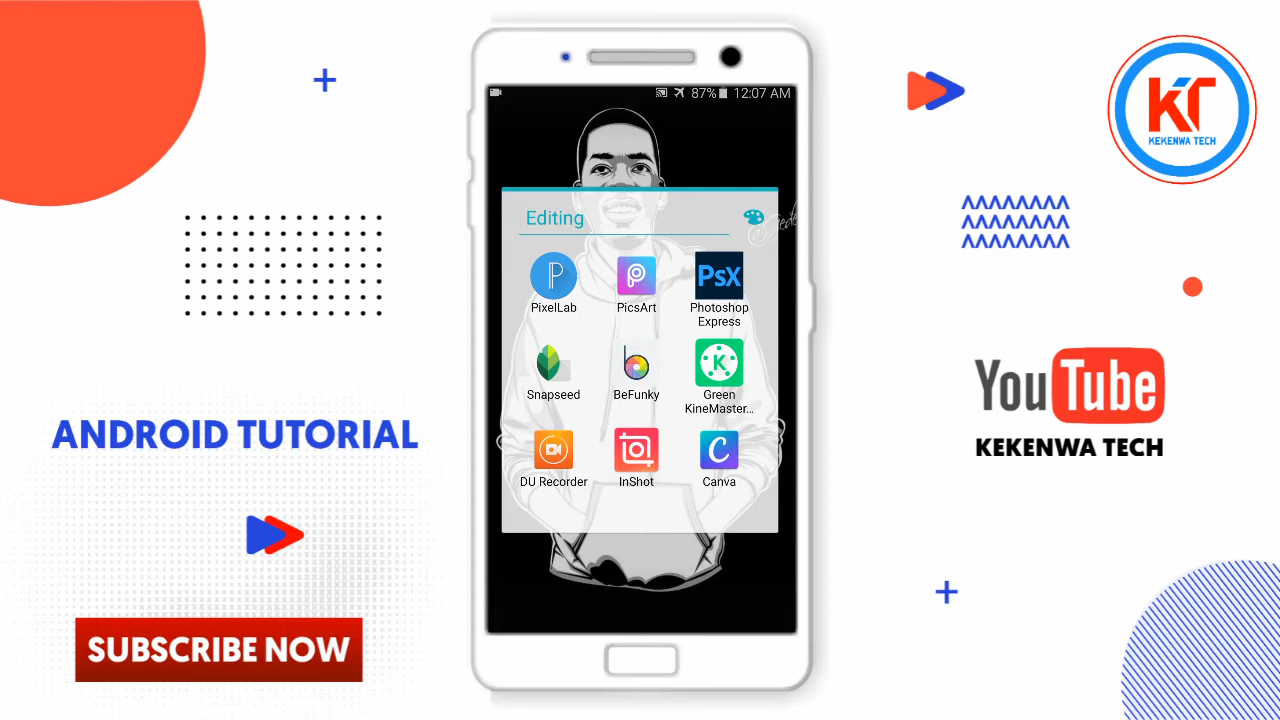 87% 12:07 AM
KT
KEKENWA TECH
Editing
PixelLab
PicsArt
PsX
Photoshop
Express
Snapseed
BeFunky
K
Green
KineMaster...
DU Recorder
InShot
C
Canva
ANDROID TUTORIAL
SUBSCRIBE NOW
YouTube
KEKENWA TECH